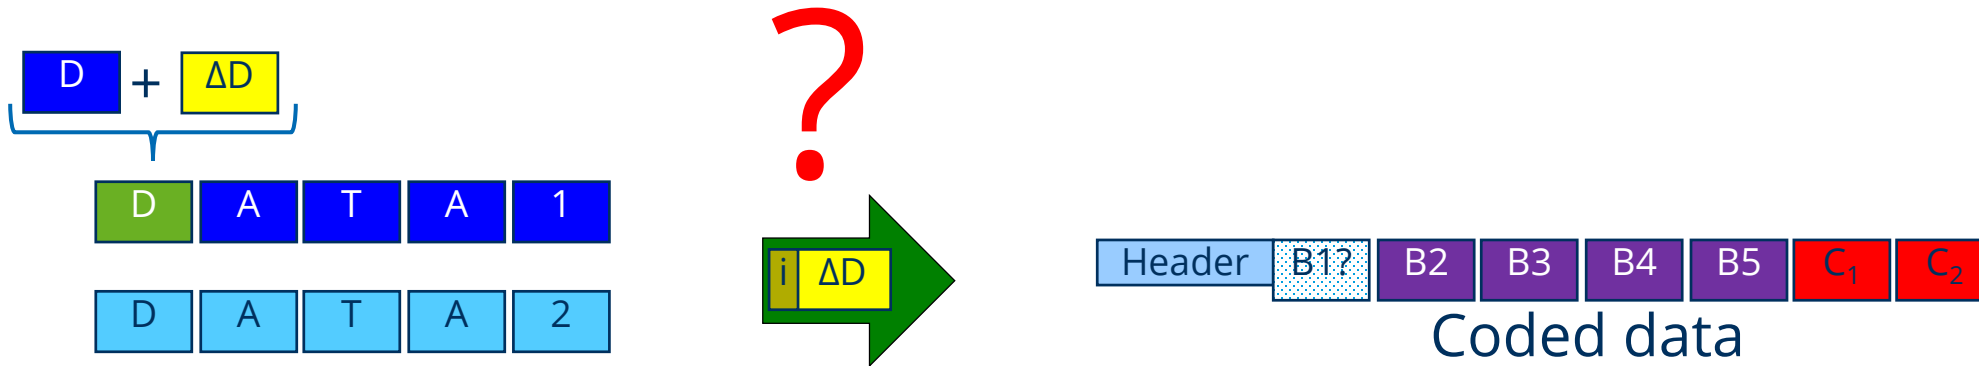 D + ΔD
?
D A T A 1
i ΔD
Header B1? B2 B3 B4 B5 C₁ C₂
D A T A 2
Coded data